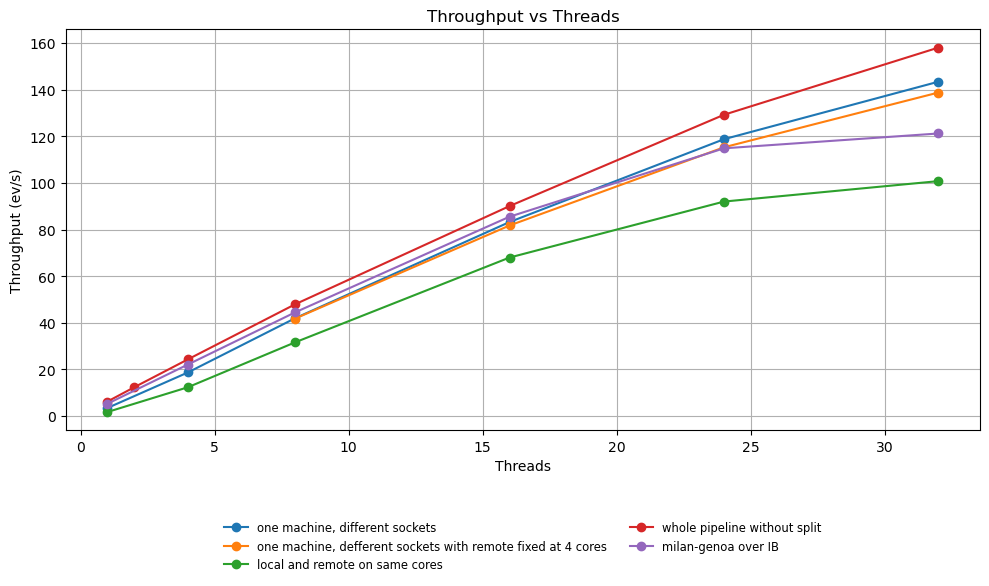 Throughput vs Threads
160
140
120
100
80
60
40
20
0
Throughput (ev/s)
0 5 10 15 20 25 30
Threads
one machine, different sockets
one machine, defferent sockets with remote fixed at 4 cores
local and remote on same cores
whole pipeline without split
milan-genoa over IB